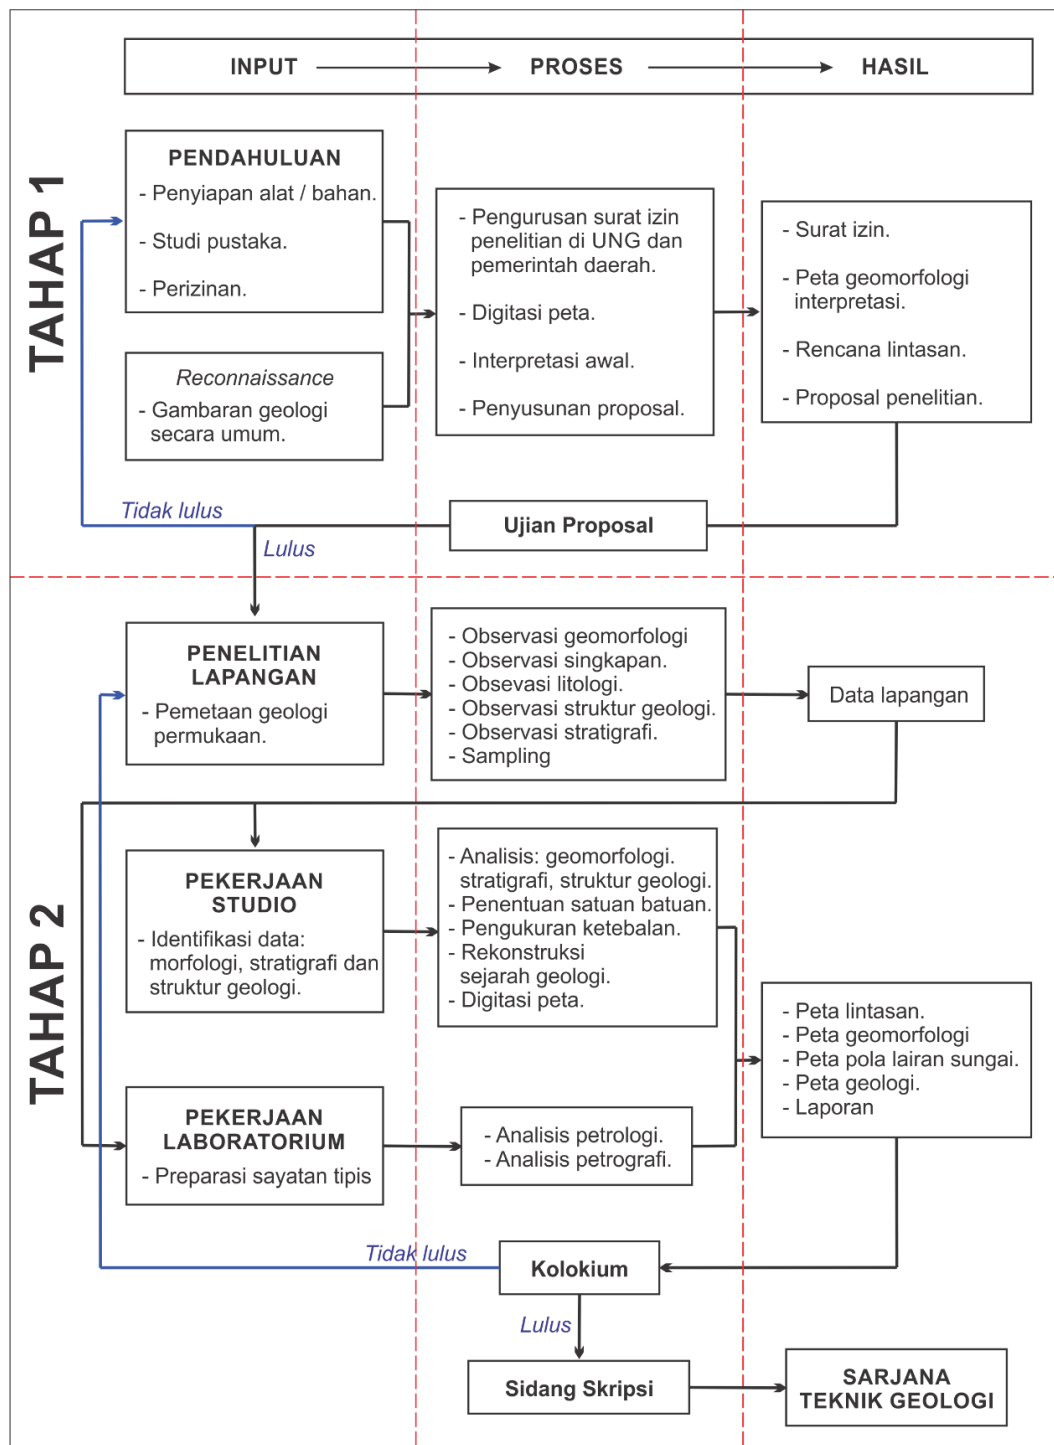 INPUT PROSES HASIL
TAHAP 1
PENDAHULUAN
- Penyiapan alat / bahan.
- Studi pustaka.
- Perizinan.
Reconnaissance
- Gambaran geologi
secara umum.
- Pengurusan surat izin
penelitian di UNG dan
pemerintah daerah.
- Digitasi peta.
- Interpretasi awal.
- Penyusunan proposal.
- Surat izin.
- Peta geomorfologi
interpretasi.
- Rencana lintasan.
- Proposal penelitian.
Tidak lulus
Ujian Proposal
Lulus
TAHAP 2
PENELITIAN
LAPANGAN
- Pemetaan geologi
permukaan.
- Observasi geomorfologi
- Observasi singkapan.
- Obsevasi litologi.
- Observasi struktur geologi.
- Observasi stratigrafi.
- Sampling
Data lapangan
PEKERJAAN
STUDIO
- Identifikasi data:
morfologi, stratigrafi dan
struktur geologi.
- Analisis: geomorfologi.
stratigrafi, struktur geologi.
- Penentuan satuan batuan.
- Pengukuran ketebalan.
- Rekonstruksi
sejarah geologi.
- Digitasi peta.
PEKERJAAN
LABORATORIUM
- Preparasi sayatan tipis
- Analisis petrologi.
- Analisis petrografi.
- Peta lintasan.
- Peta geomorfologi
- Peta pola lairan sungai.
- Peta geologi.
- Laporan
Tidak lulus
Kolokium
Lulus
Sidang Skripsi
SARJANA
TEKNIK GEOLOGI